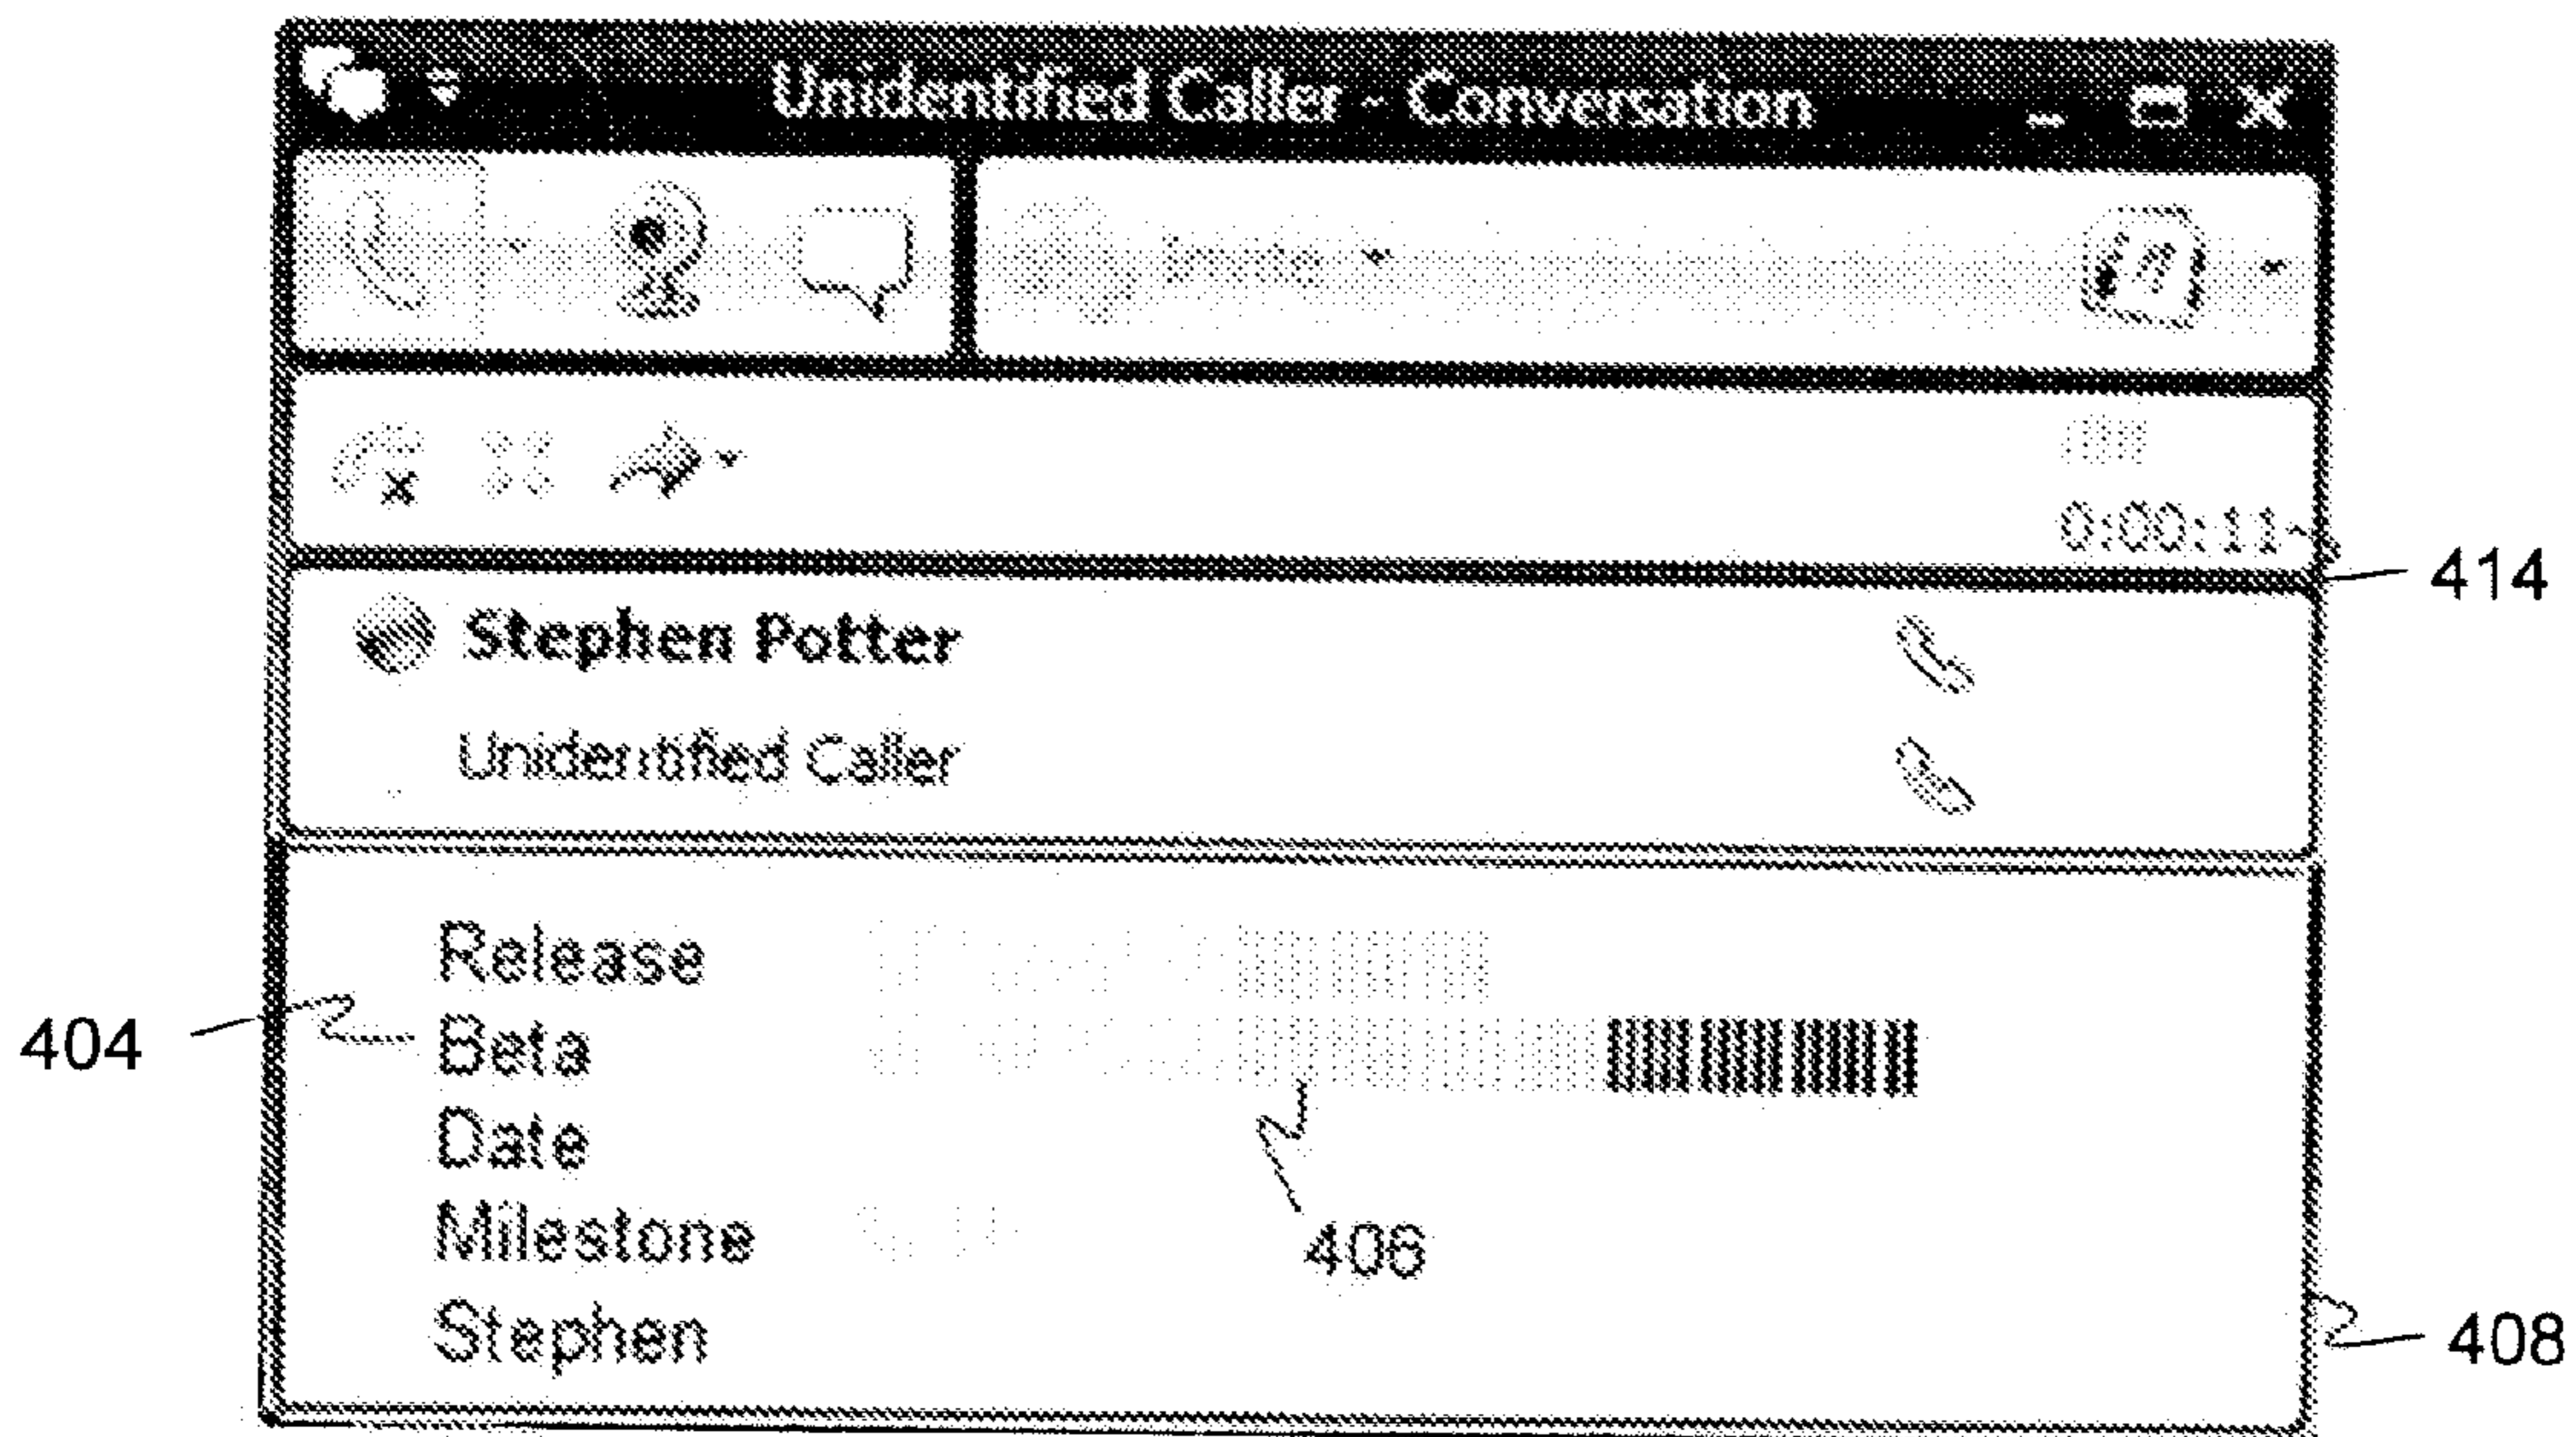 Unidentified Caller - Conversation
Invite
0:00:11
414
Stephen Potter
Unidentified Caller
Release
404
Beta
Date
Milestone
406
Stephen
408